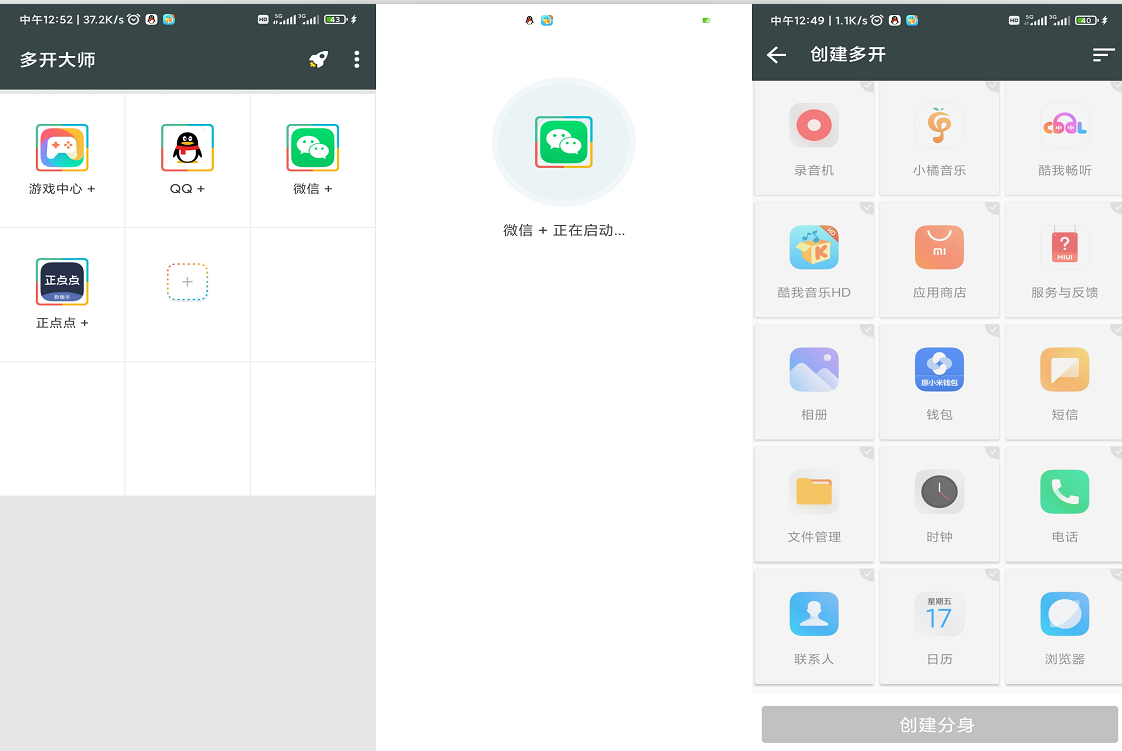 中午12:52 | 37.2K/s
HD 5G 3G 43
多开大师
游戏中心 +
QQ +
微信 +
正点点
新版本
正点点 +
微信 + 正在启动...
中午12:49 | 1.1K/s
HD 5G 3G 40
创建多开
录音机
小橘音乐
COOL
酷我畅听
HD
K
酷我音乐HD
mi
应用商店
?
MIUI
服务与反馈
相册
原小米钱包
钱包
短信
文件管理
时钟
电话
联系人
星期五
17
日历
浏览器
创建分身